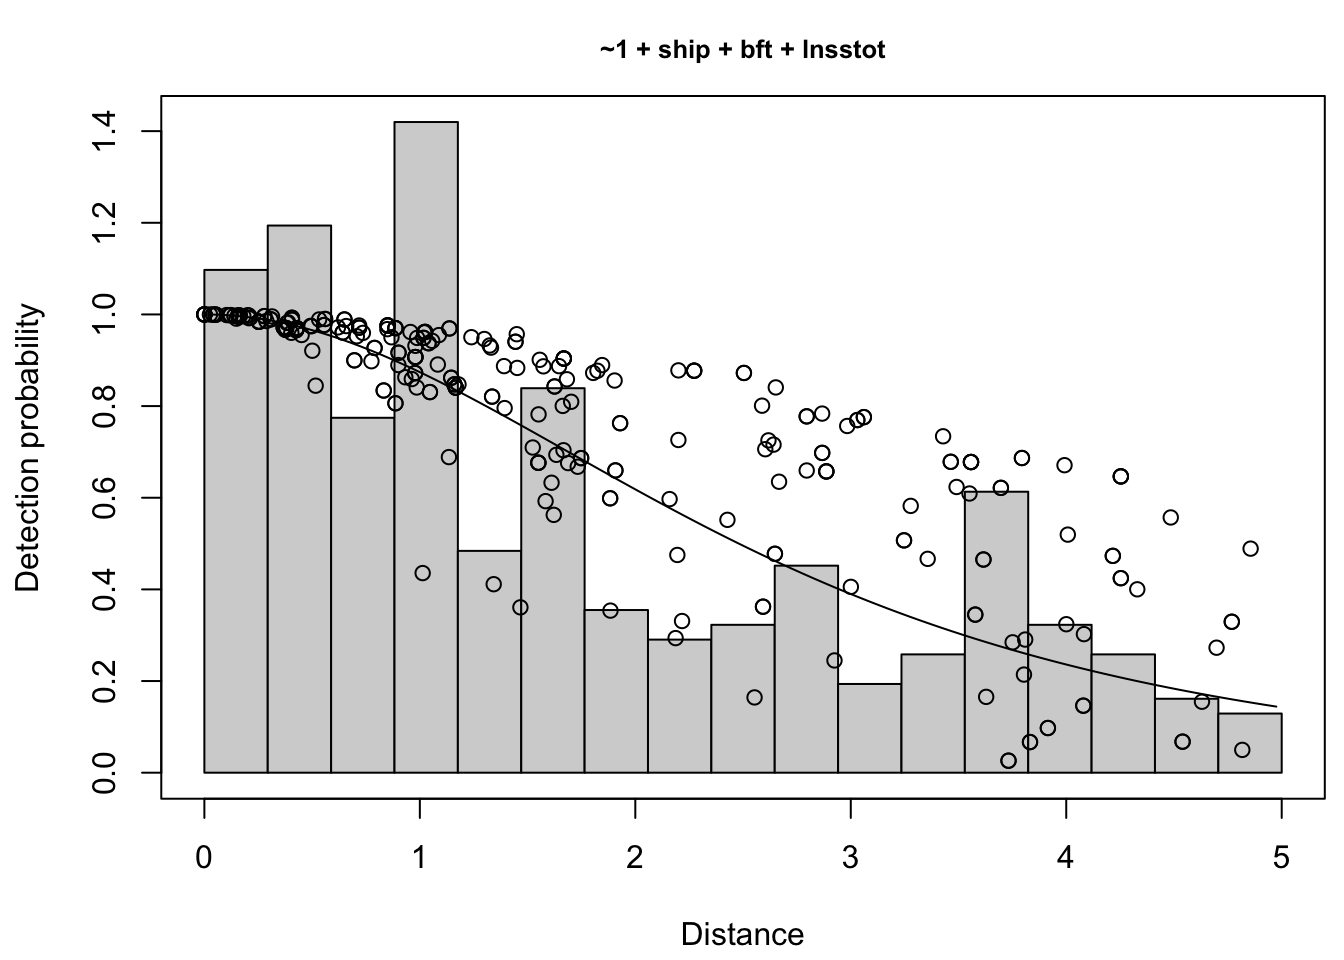 ~1 + ship + bft + lnsstot
Detection probability
1.4
1.2
1.0
0.8
0.6
0.4
0.2
0.0
0 1 2 3 4 5
Distance